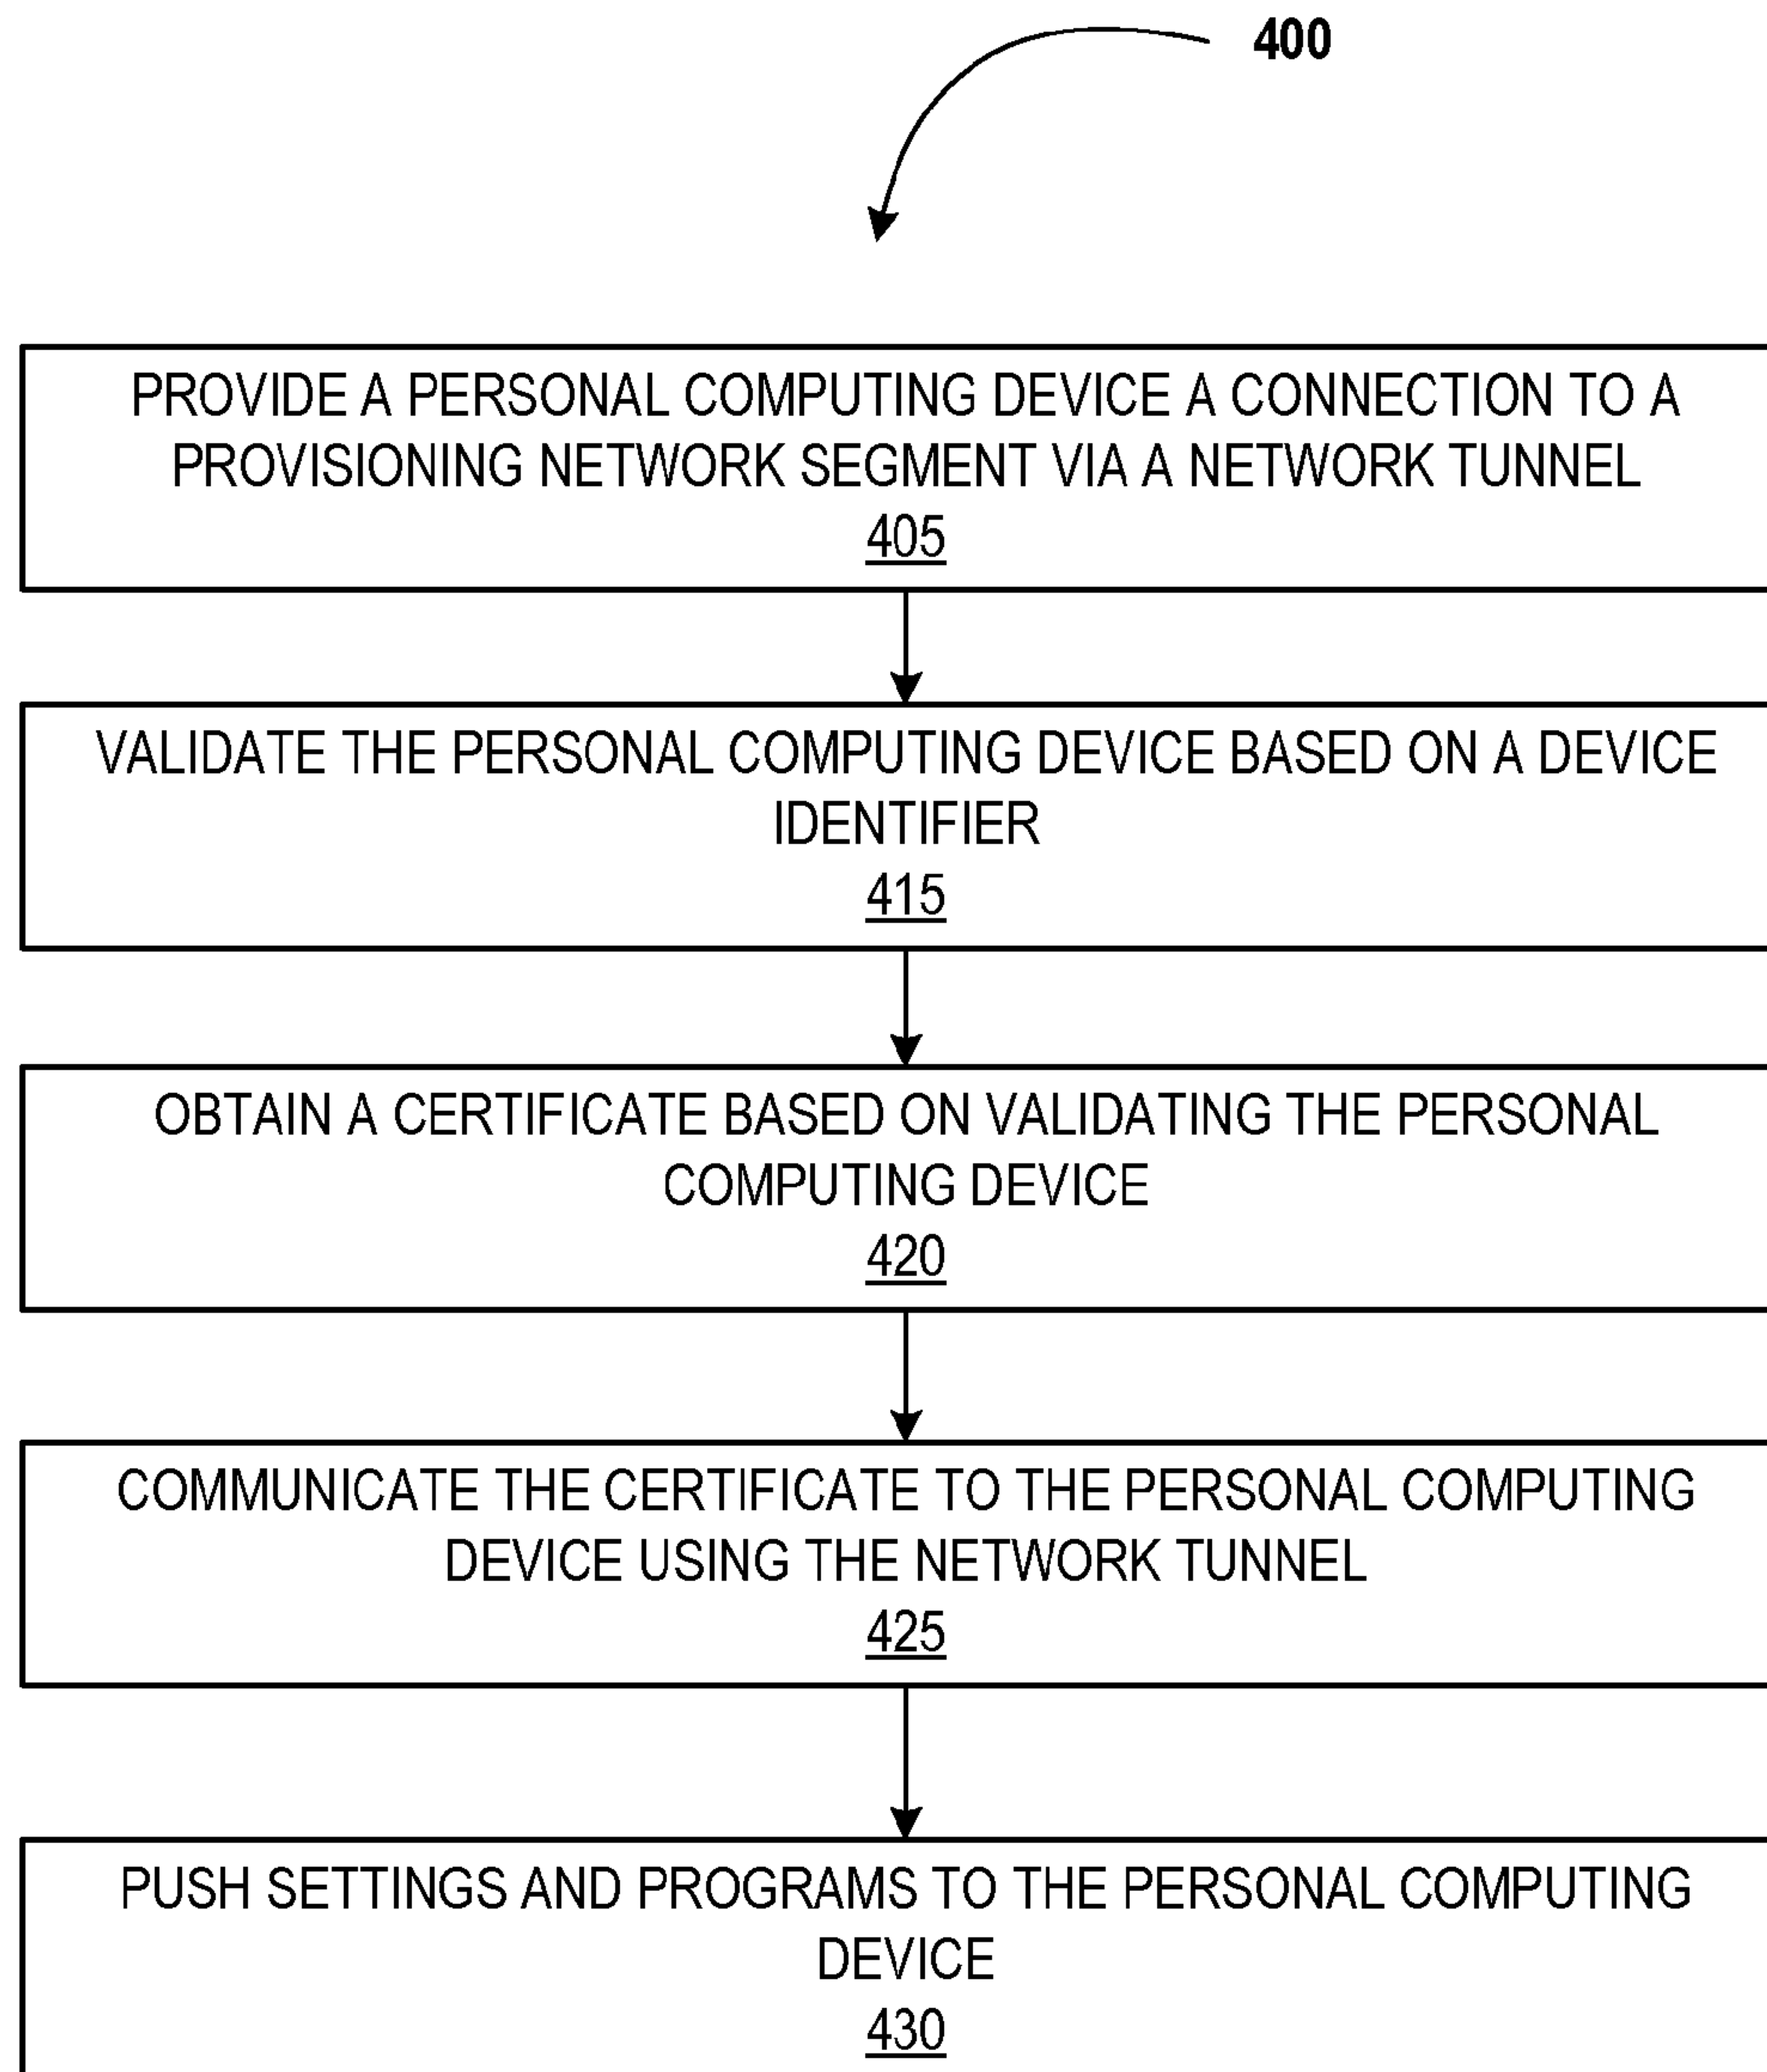 400
PROVIDE A PERSONAL COMPUTING DEVICE A CONNECTION TO A
PROVISIONING NETWORK SEGMENT VIA A NETWORK TUNNEL
405
VALIDATE THE PERSONAL COMPUTING DEVICE BASED ON A DEVICE
IDENTIFIER
415
OBTAIN A CERTIFICATE BASED ON VALIDATING THE PERSONAL
COMPUTING DEVICE
420
COMMUNICATE THE CERTIFICATE TO THE PERSONAL COMPUTING
DEVICE USING THE NETWORK TUNNEL
425
PUSH SETTINGS AND PROGRAMS TO THE PERSONAL COMPUTING
DEVICE
430